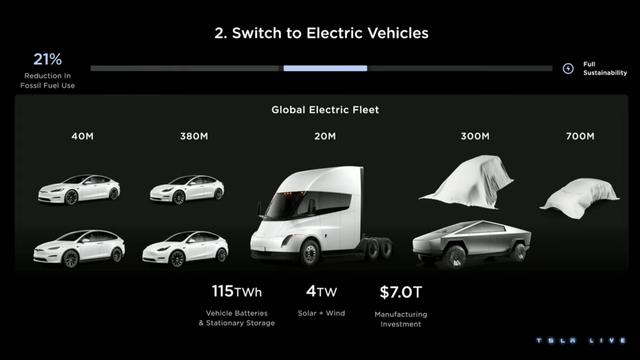 2. Switch to Electric Vehicles
21%
Reduction In
Fossil Fuel Use
Full
Sustainability
Global Electric Fleet
40M
380M
20M
300M
700M
115TWh
Vehicle Batteries
& Stationary Storage
4TW
Solar + Wind
$7.0T
Manufacturing
Investment
TSLA LIVE